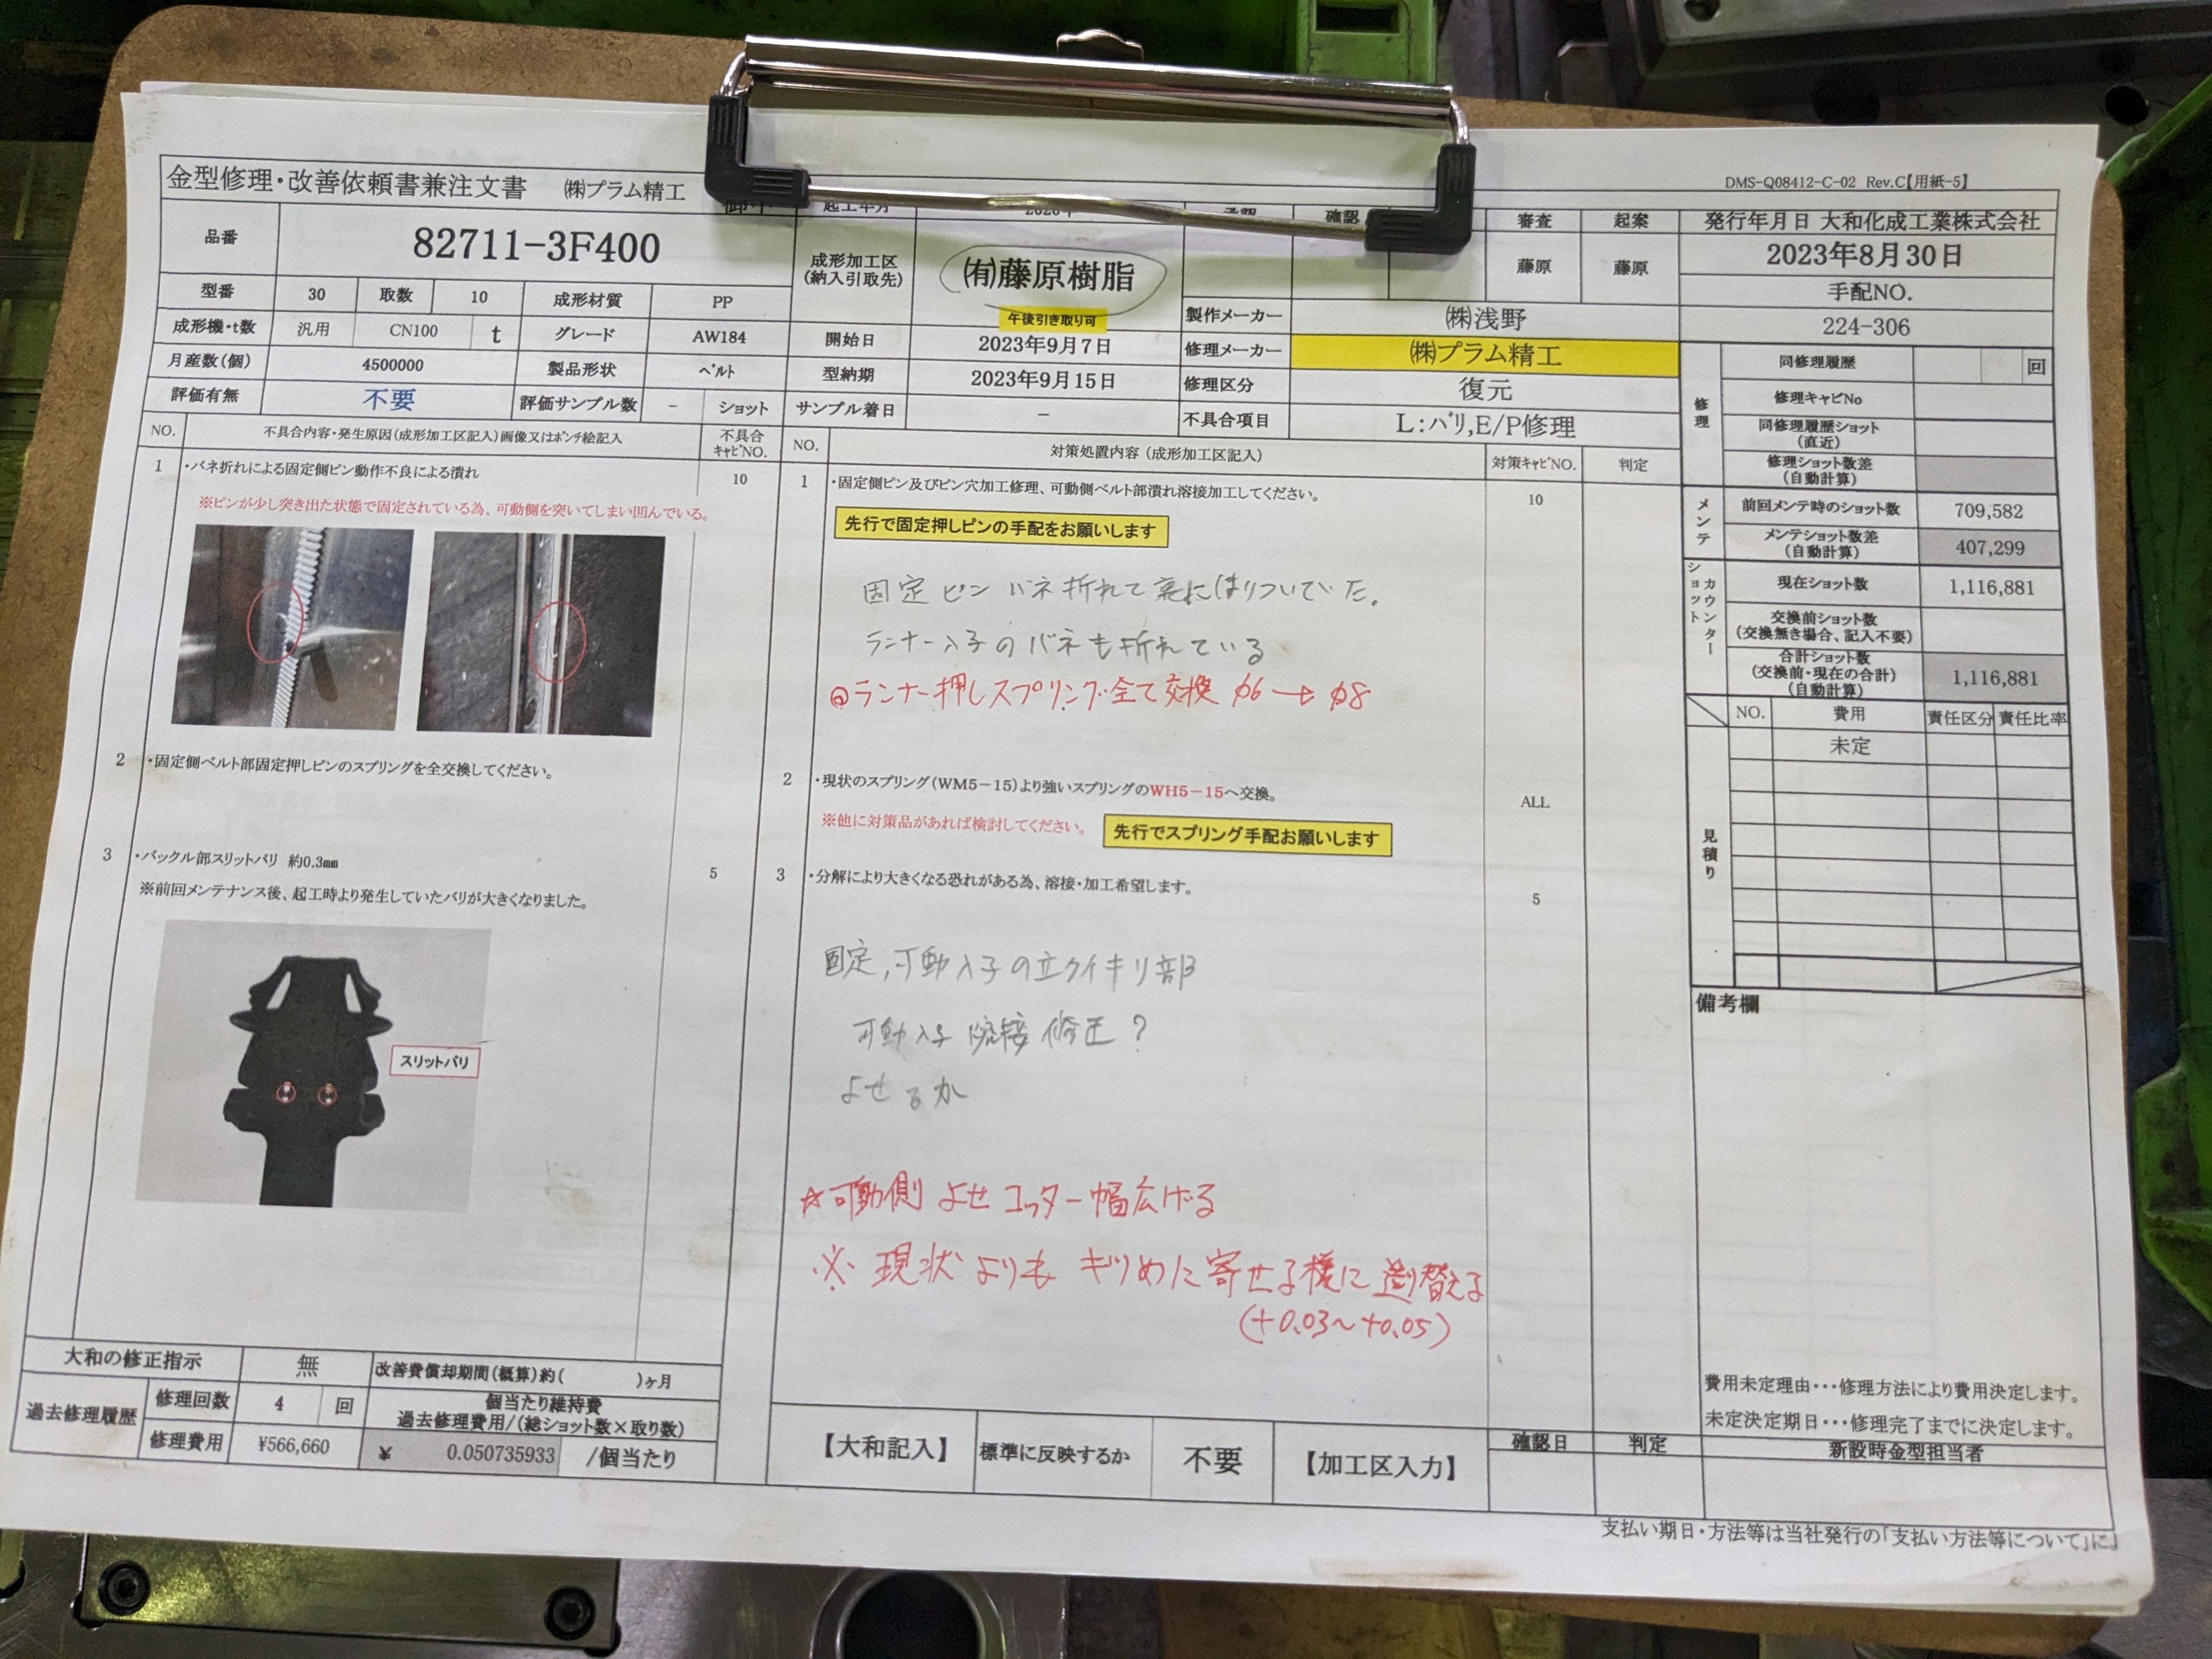 金型修理・改善依頼書兼注文書 ㈱プラム精工
DMS-Q08412-C-02 Rev.C【用紙-5】
品番 82711-3F400
型番 30 取数 10 成形材質 PP
成形機・t数 汎用 CN100 t グレード AW184
月産数(個) 4500000 製品形状 ベルト
評価有無 不要 評価サンプル数 － ショット
成形加工区
(納入引取先) ㈲藤原樹脂
午後引き取り可
開始日 2023年9月7日
型納期 2023年9月15日
サンプル着日 －
確認 審査 起案
藤原 藤原
製作メーカー ㈱浅野
修理メーカー ㈱プラム精工
修理区分 復元
不具合項目 L:バリ,E/P修理
発行年月日 大和化成工業株式会社
2023年8月30日
手配NO.
224-306
NO. 不具合内容・発生原因(成形加工区記入)画像又はポンチ絵記入 不具合キャビNO.
1 ・バネ折れによる固定側ピン動作不良による潰れ 10
※ピンが少し突き出た状態で固定されている為、可動側を突いてしまい凹んでいる。
2 ・固定側ベルト部固定押しピンのスプリングを全交換してください。
3 ・バックル部スリットバリ 約0.3㎜ 5
※前回メンテナンス後、起工時より発生していたバリが大きくなりました。
スリットバリ
NO. 対策処置内容 (成形加工区記入) 対策キャビNO. 判定
1 ・固定側ピン及びピン穴加工修理、可動側ベルト部潰れ溶接加工してください。 10
先行で固定押しピンの手配をお願いします
固定ピン バネ折れて裏にはりついていた。
ランナー入子のバネも折れている
◎ランナー押しスプリング全て交換 φ6→φ8
2 ・現状のスプリング(WM5－15)より強いスプリングのWH5－15へ交換。 ALL
※他に対策品があれば検討してください。 先行でスプリング手配お願いします
3 ・分解により大きくなる恐れがある為、溶接・加工希望します。 5
固定,可動入子の立クイキリ部
可動入子 溶接 修正？
よせるか
☆可動側 よせコッター幅広げる
※ 現状よりも キツめに寄せる様に造り替える
(+0.03～+0.05)
修理 同修理履歴 回
修理キャビNo
同修理履歴ショット
(直近)
修理ショット数差
(自動計算)
メンテ 前回メンテ時のショット数 709,582
メンテショット数差
(自動計算) 407,299
ショットカウンター 現在ショット数 1,116,881
交換前ショット数
(交換無き場合、記入不要)
合計ショット数
(交換前・現在の合計)
(自動計算) 1,116,881
見積り NO. 費用 責任区分 責任比率
未定
備考欄
費用未定理由・・・修理方法により費用決定します。
未定決定期日・・・修理完了までに決定します。
新設時金型担当者
大和の修正指示 無 改善費償却期間(概算)約( )ヶ月
過去修理履歴 修理回数 4 回 個当たり維持費
過去修理費用/(総ショット数×取り数)
修理費用 ¥566,660 ¥ 0.050735933 /個当たり
【大和記入】 標準に反映するか 不要 【加工区入力】 確認日 判定
支払い期日・方法等は当社発行の「支払い方法等について」に